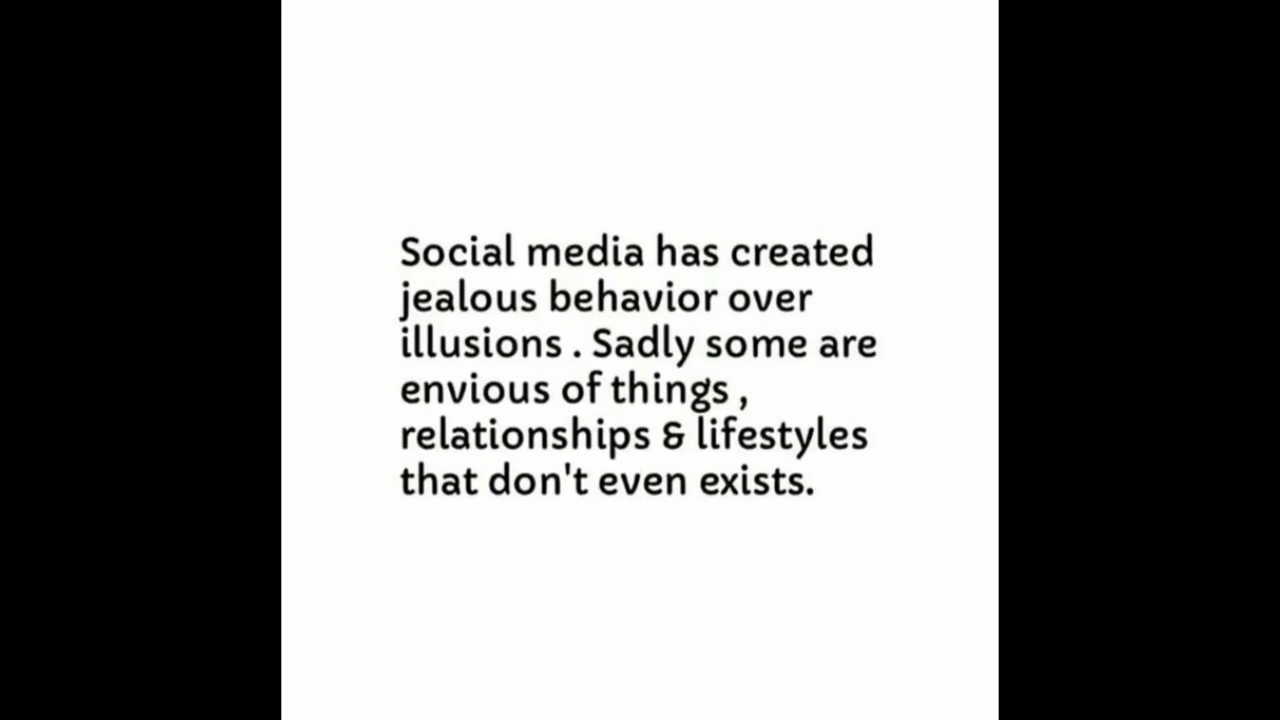 Social media has created
jealous behavior over
illusions . Sadly some are
envious of things ,
relationships & lifestyles
that don't even exists.